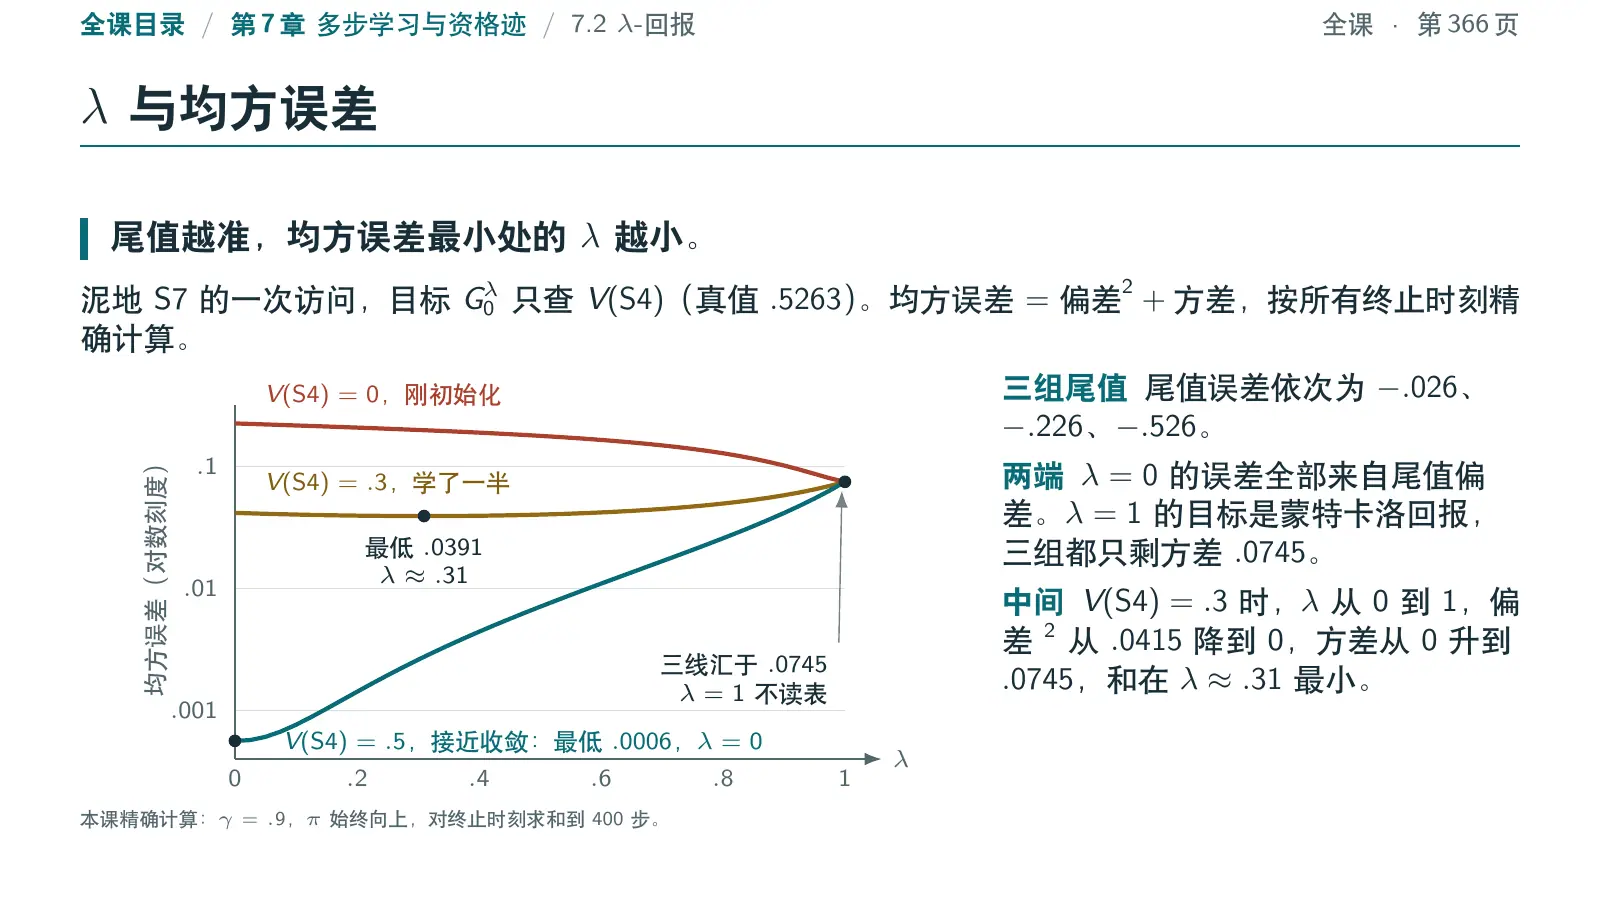 全课目录 / 第 7 章 多步学习与资格迹 / 7.2 λ-回报
全课 · 第 366 页
λ 与均方误差
尾值越准，均方误差最小处的 λ 越小。
泥地 S7 的一次访问，目标 G₀^λ 只查 V(S4)（真值 .5263）。均方误差 = 偏差² + 方差，按所有终止时刻精
确计算。
V(S4) = 0，刚初始化
.1
V(S4) = .3，学了一半
最低 .0391
λ ≈ .31
.01
均方误差（对数刻度）
三线汇于 .0745
λ = 1 不读表
.001
V(S4) = .5，接近收敛：最低 .0006，λ = 0
λ
0 .2 .4 .6 .8 1
三组尾值 尾值误差依次为 −.026、
−.226、−.526。
两端 λ = 0 的误差全部来自尾值偏
差。λ = 1 的目标是蒙特卡洛回报，
三组都只剩方差 .0745。
中间 V(S4) = .3 时，λ 从 0 到 1，偏
差 ² 从 .0415 降到 0，方差从 0 升到
.0745，和在 λ ≈ .31 最小。
本课精确计算：γ = .9，π 始终向上，对终止时刻求和到 400 步。